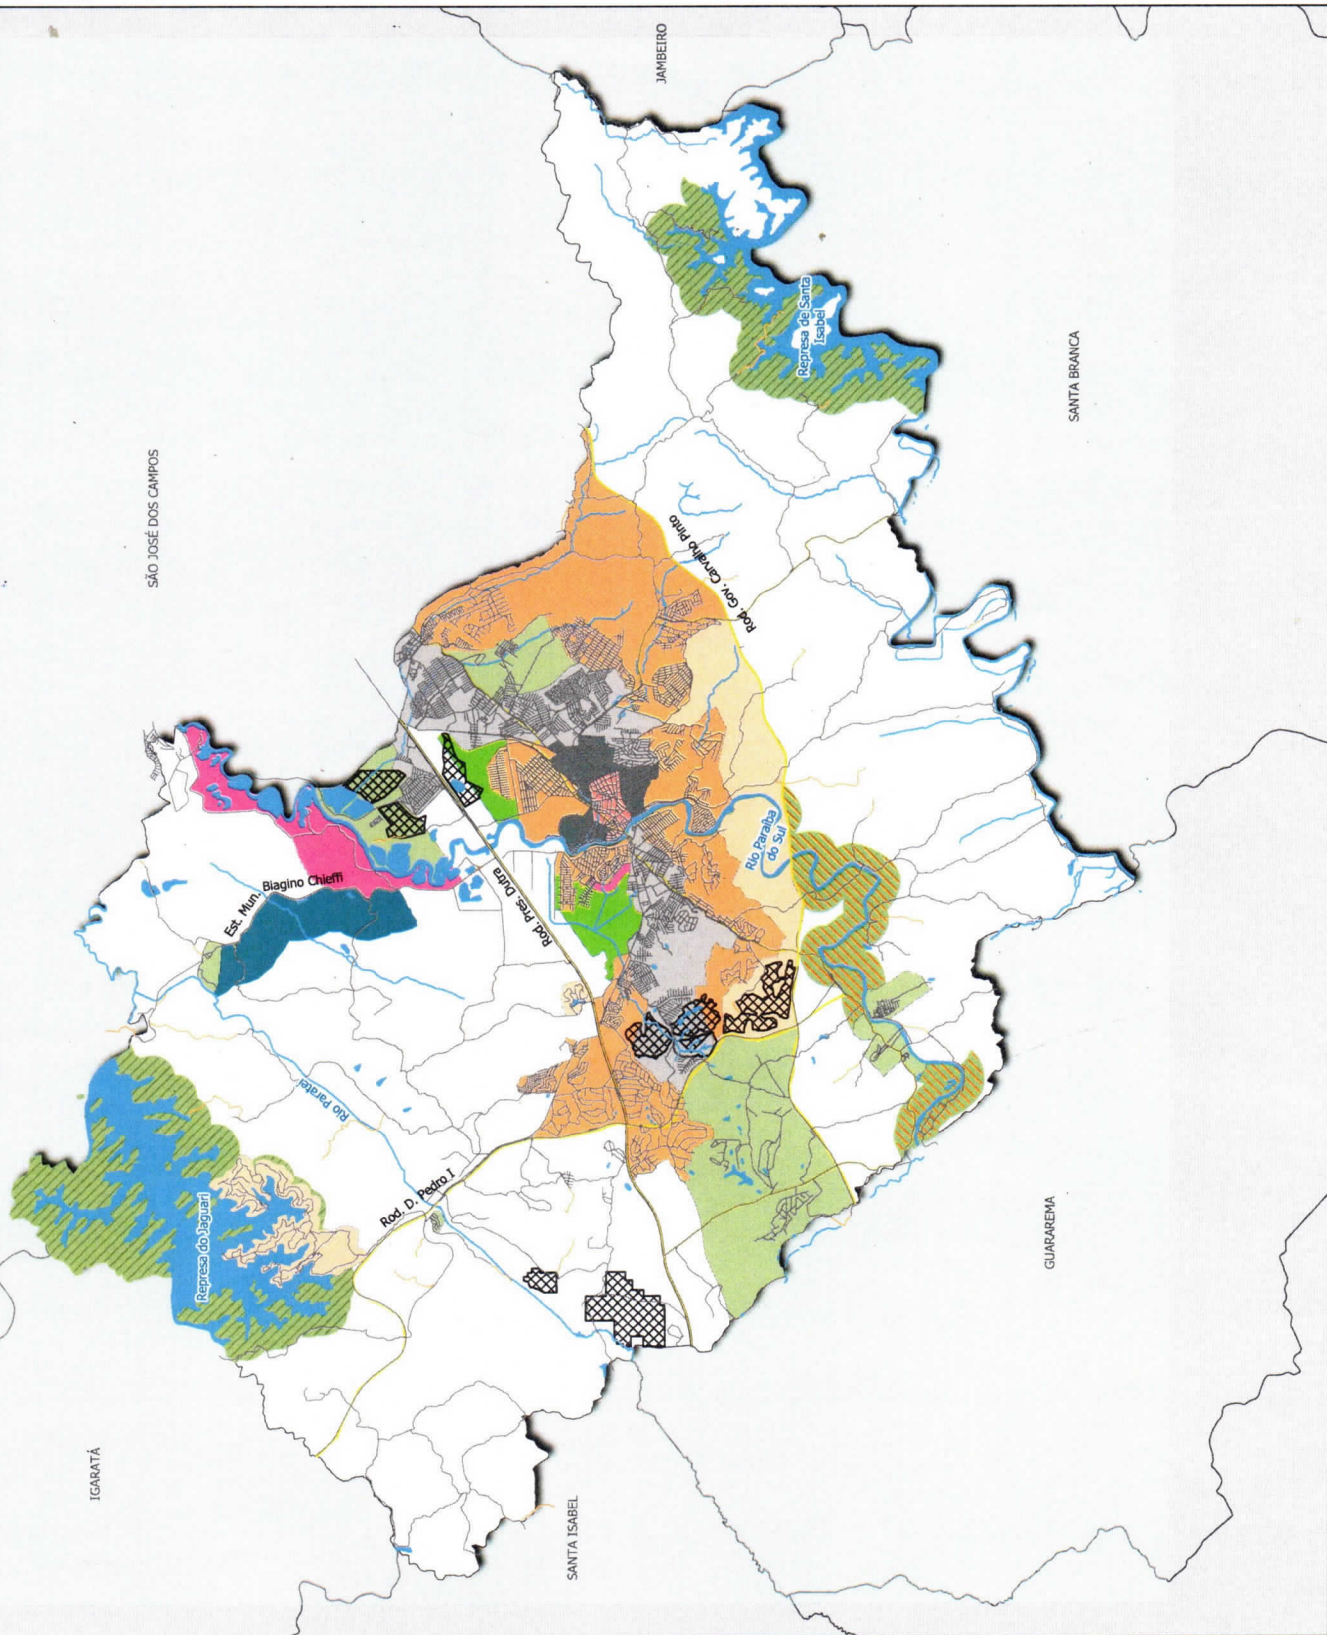 JAMBEIRO
SÃO JOSÉ DOS CAMPOS
SANTA BRANCA
Represa de Santa
Isabel
Rod. Gov. Carvalho Pinto
Est. Mun. Biagino Chieffi
Rod. Pres. Dutra
Rio Paraíba
do Sul
Rio Parateí
Rod. D. Pedro I
Represa do Jaguari
GUARAREMA
IGARATÁ
SANTA ISABEL